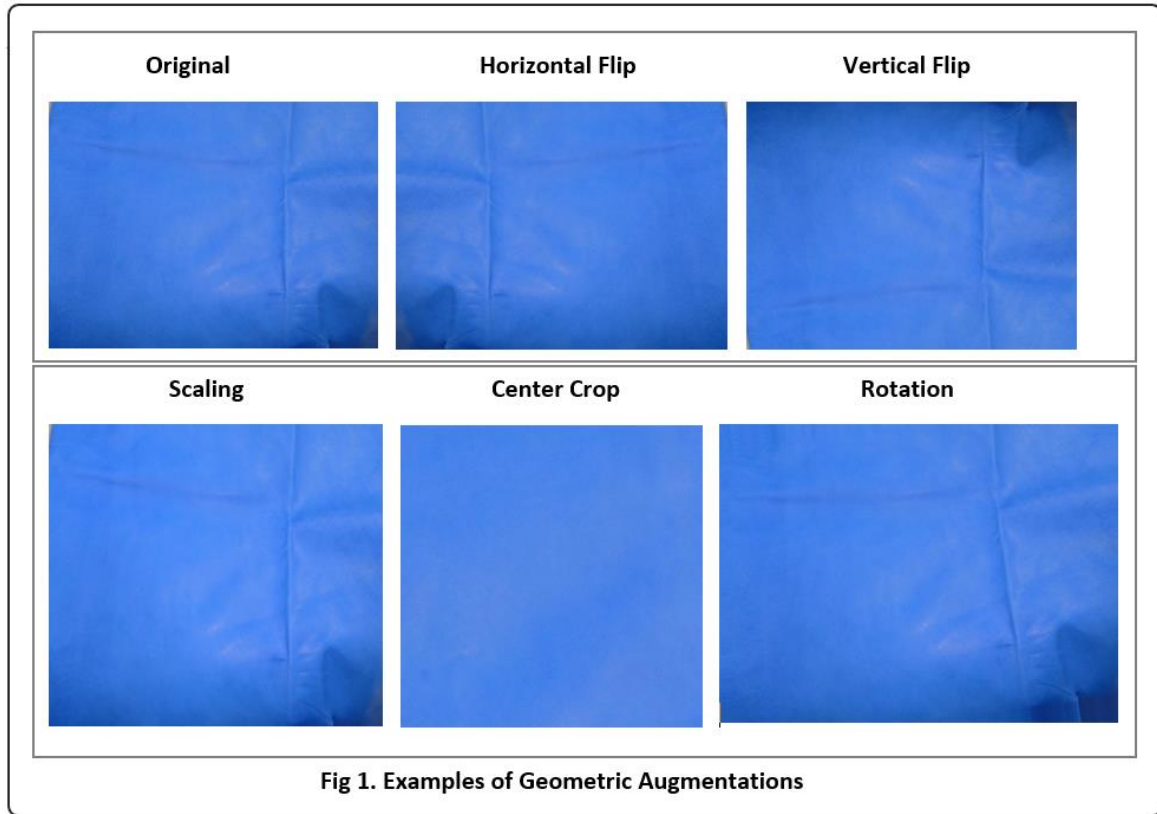 Original Horizontal Flip Vertical Flip
Scaling Center Crop Rotation
Fig 1. Examples of Geometric Augmentations